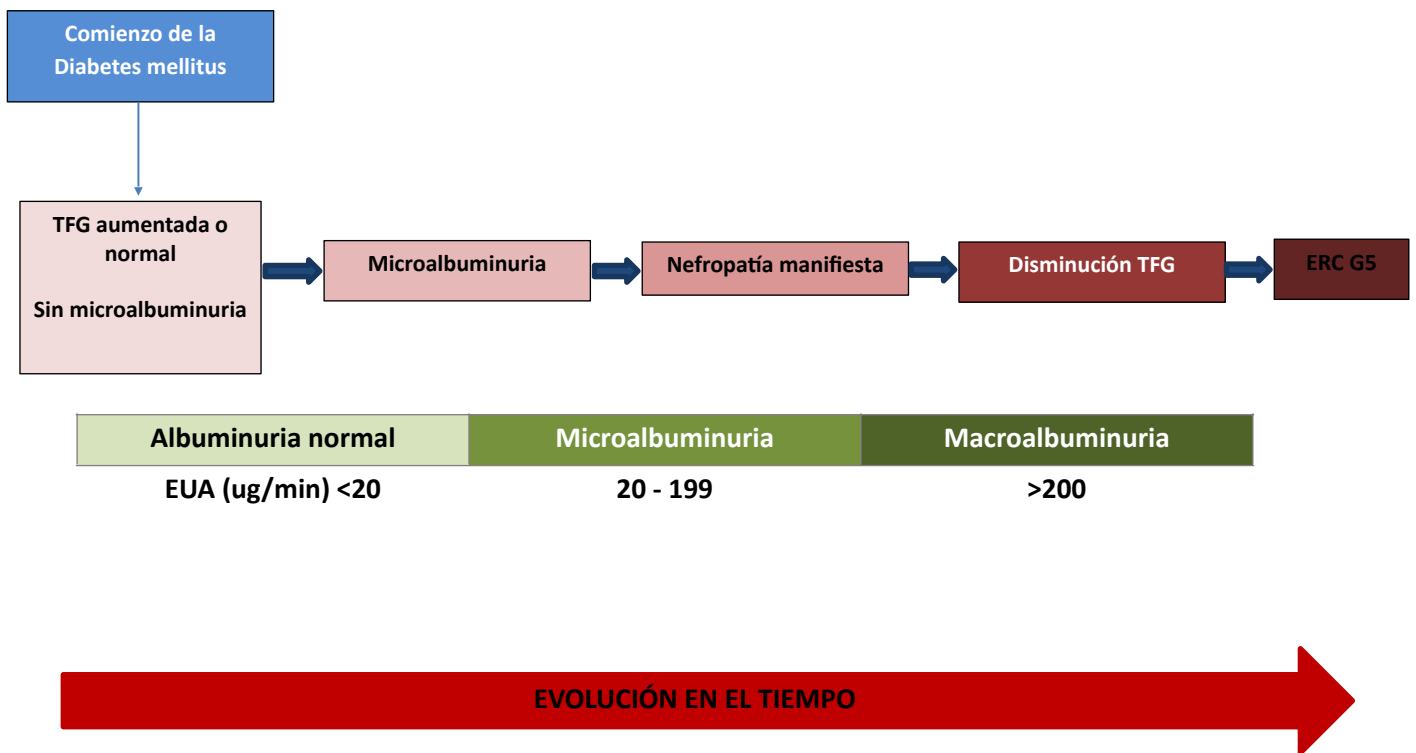 Comienzo de la
Diabetes mellitus
TFG aumentada o
normal
Sin microalbuminuria
Microalbuminuria
Nefropatía manifiesta
Disminución TFG
ERC G5
Albuminuria normal
Microalbuminuria
Macroalbuminuria
EUA (ug/min) <20
20 - 199
>200
EVOLUCIÓN EN EL TIEMPO